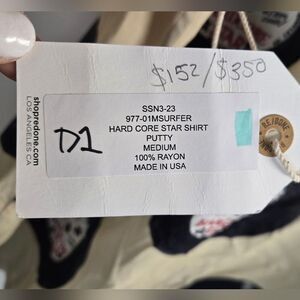 $152/$350
SSN3-23
977-01MSURFER
HARD CORE STAR SHIRT
PUTTY
MEDIUM
100% RAYON
MADE IN USA
D1
shopredone.com
LOS ANGELES CA
RE/DONE